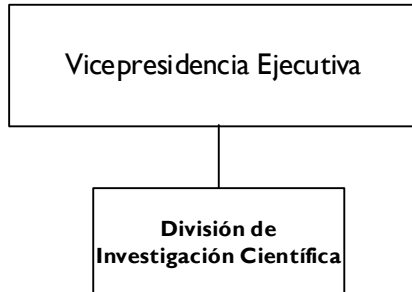 Vicepresidencia Ejecutiva
División de
Investigación Científica